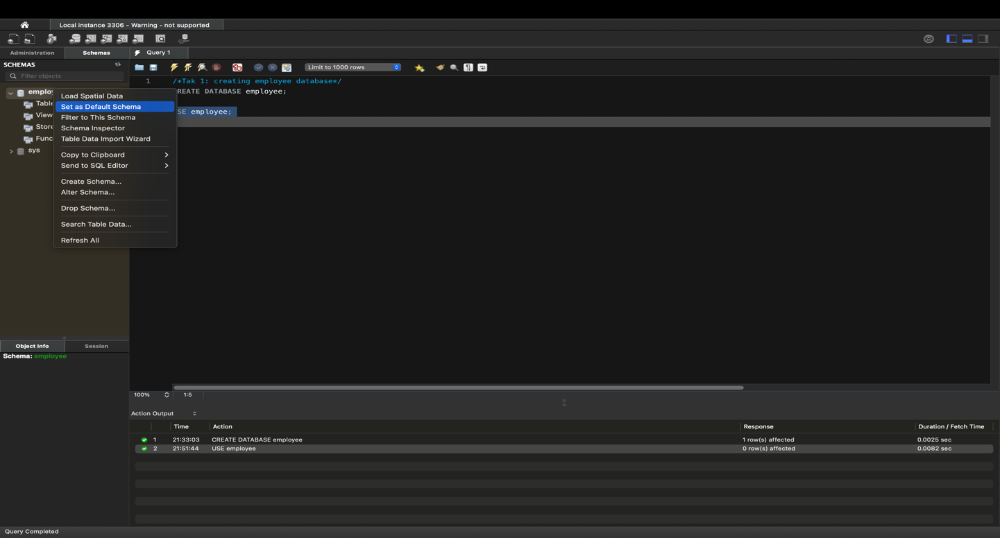 Local instance 3306 - Warning - not supported
Administration
Schemas
Query 1
SCHEMAS
Filter objects
Limit to 1000 rows
employ
Table
View
Store
Func
sys
Load Spatial Data
Set as Default Schema
Filter to This Schema
Schema Inspector
Table Data Import Wizard
Copy to Clipboard
Send to SQL Editor
Create Schema...
Alter Schema...
Drop Schema...
Search Table Data...
Refresh All
1 /*Tak 1: creating employee database*/
REATE DATABASE employee;
SE employee;
Object Info
Session
Schema: employee
100% 1:5
Action Output
Time Action Response Duration / Fetch Time
1 21:33:03 CREATE DATABASE employee 1 row(s) affected 0.0025 sec
2 21:51:44 USE employee 0 row(s) affected 0.0082 sec
Query Completed